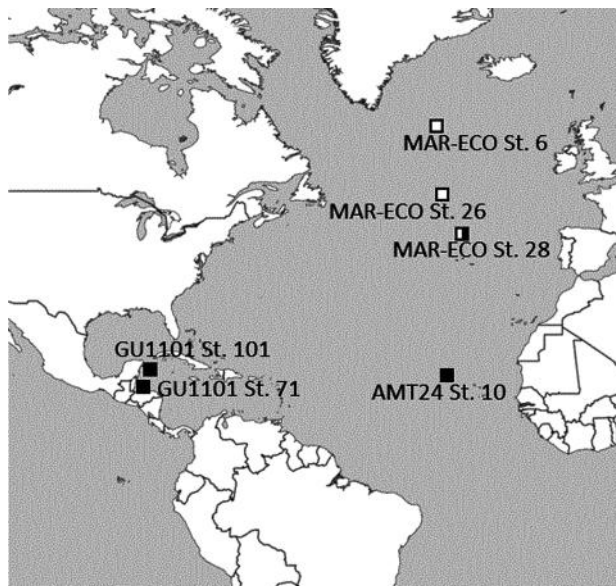 MAR-ECO St. 6
MAR-ECO St. 26
MAR-ECO St. 28
GU1101 St. 101
GU1101 St. 71
AMT24 St. 10